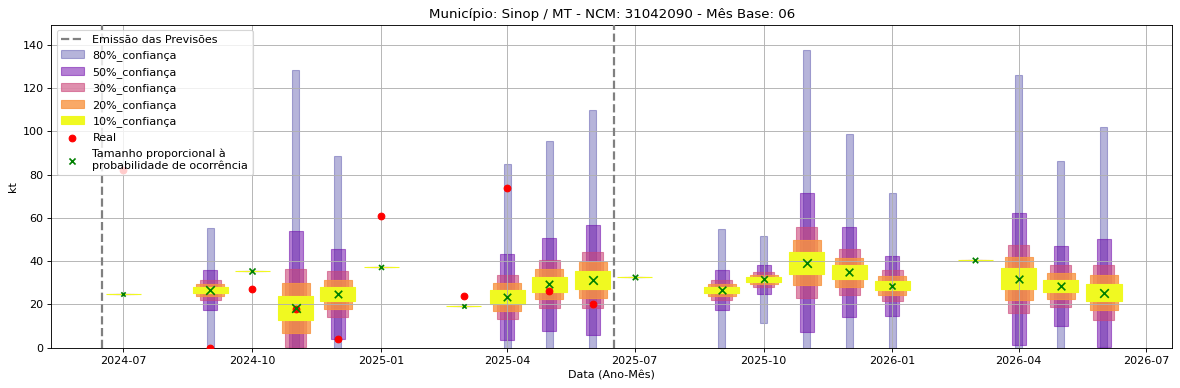 Município: Sinop / MT - NCM: 31042090 - Mês Base: 06
Emissão das Previsões
80%_confiança
50%_confiança
30%_confiança
20%_confiança
10%_confiança
Real
Tamanho proporcional à
probabilidade de ocorrência
140
120
100
80
60
40
20
0
kt
2024-07
2024-10
2025-01
2025-04
2025-07
2025-10
2026-01
2026-04
2026-07
Data (Ano-Mês)